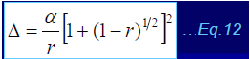 Δ = α/r [1 + (1 − r)^{1/2}]² ...Eq.12